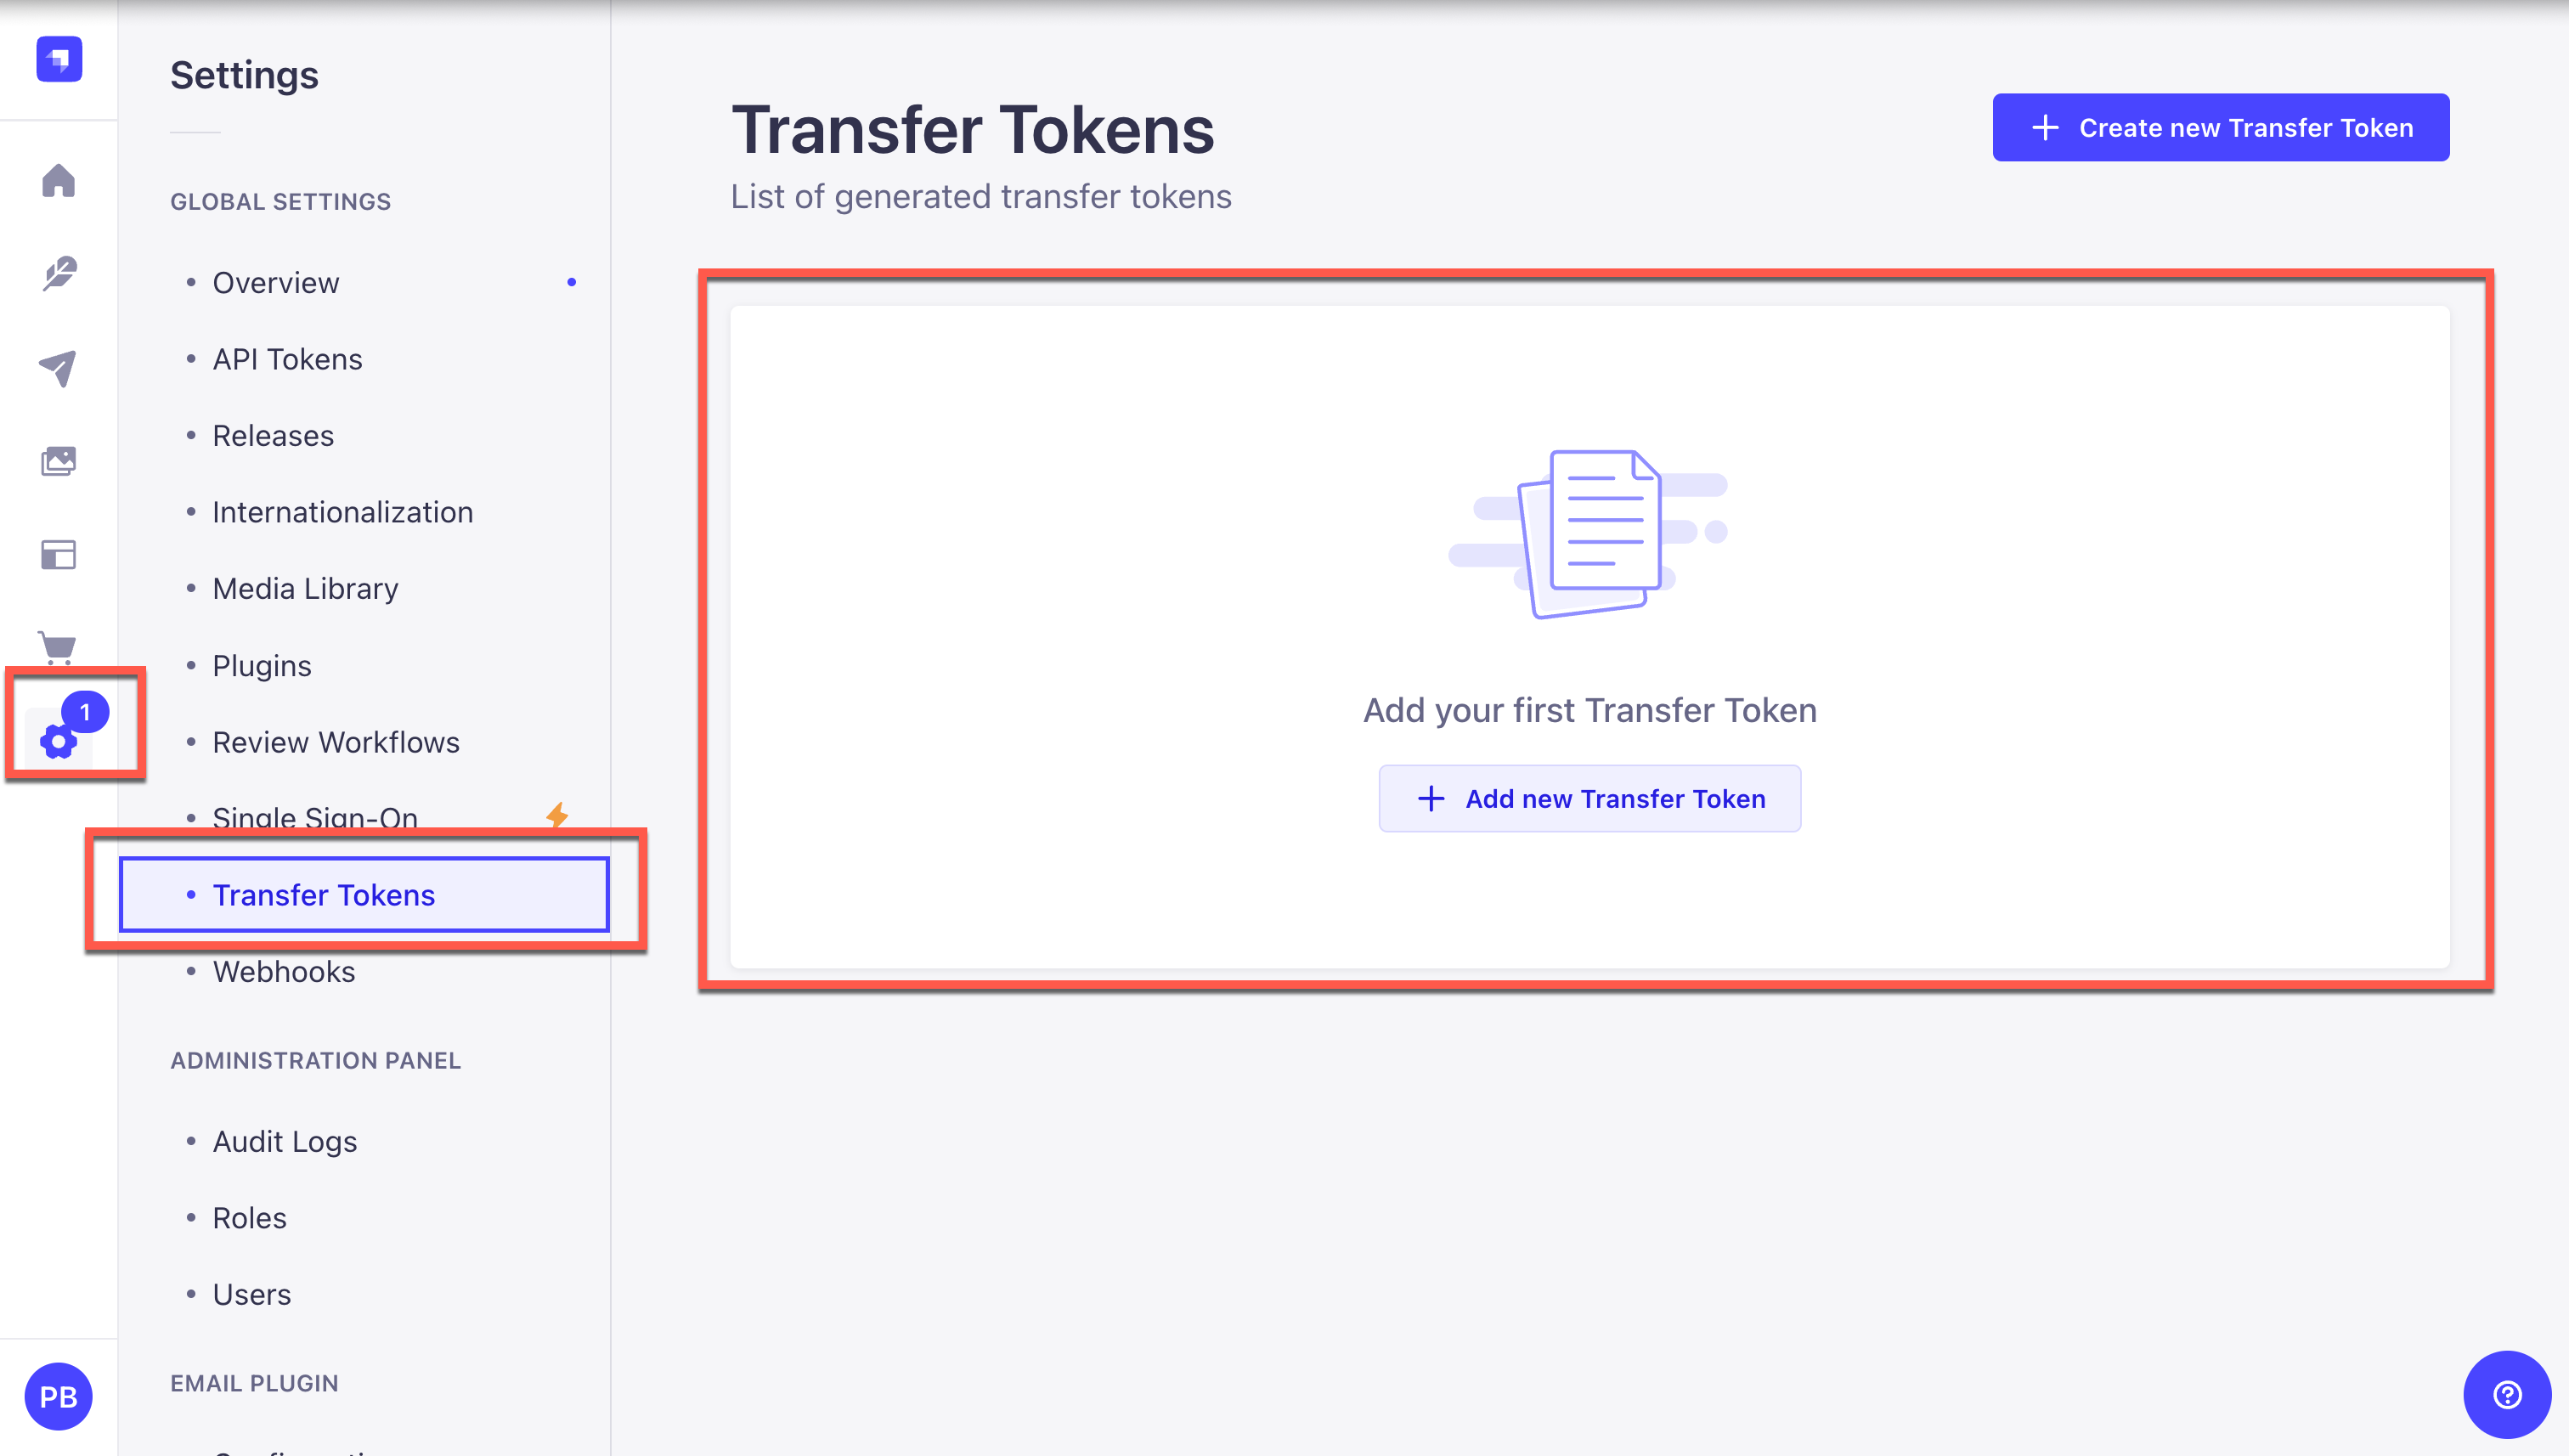 Settings
GLOBAL SETTINGS
Overview
API Tokens
Releases
Internationalization
Media Library
Plugins
Review Workflows
Single Sign-On
Transfer Tokens
Webhooks
ADMINISTRATION PANEL
Audit Logs
Roles
Users
EMAIL PLUGIN
1
PB
Transfer Tokens
List of generated transfer tokens
Create new Transfer Token
Add your first Transfer Token
Add new Transfer Token